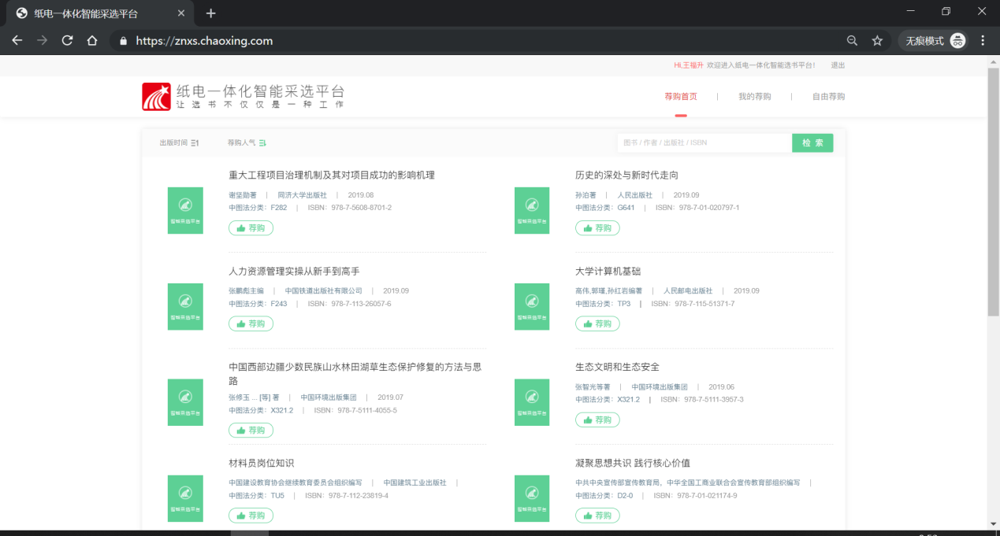 纸电一体化智能采选平台
https://znxs.chaoxing.com
无痕模式
Hi,王福升 欢迎进入纸电一体化智能选书平台! 退出
纸电一体化智能采选平台
让选书不仅仅是一种工作
荐购首页 | 我的荐购 | 自由荐购
出版时间 荐购人气 图书 / 作者 / 出版社 / ISBN 检 索
重大工程项目治理机制及其对项目成功的影响机理
谢坚勋著 | 同济大学出版社 | 2019.08
中图法分类: F282 | ISBN: 978-7-5608-8701-2
智能采选平台
荐购
历史的深处与新时代走向
孙泊著 | 人民出版社 | 2019.09
中图法分类: G641 | ISBN: 978-7-01-020797-1
智能采选平台
荐购
人力资源管理实操从新手到高手
张鹏彪主编 | 中国铁道出版社有限公司 | 2019.09
中图法分类: F243 | ISBN: 978-7-113-26057-6
智能采选平台
荐购
大学计算机基础
高伟,郭瑾,孙红岩编著 | 人民邮电出版社 | 2019.09
中图法分类: TP3 | ISBN: 978-7-115-51371-7
智能采选平台
荐购
中国西部边疆少数民族山水林田湖草生态保护修复的方法与思
路
张修玉 ... [等] 著 | 中国环境出版集团 | 2019.07
中图法分类: X321.2 | ISBN: 978-7-5111-4055-5
智能采选平台
荐购
生态文明和生态安全
张智光等著 | 中国环境出版集团 | 2019.06
中图法分类: X321.2 | ISBN: 978-7-5111-3957-3
智能采选平台
荐购
材料员岗位知识
中国建设教育协会继续教育委员会组织编写 | 中国建筑工业出版社 |
中图法分类: TU5 | ISBN: 978-7-112-23819-4
智能采选平台
荐购
凝聚思想共识 践行核心价值
中共中央宣传部宣传教育局，中华全国工商业联合会宣传教育部组织编写 |
中图法分类: D2-0 | ISBN: 978-7-01-021174-9
智能采选平台
荐购